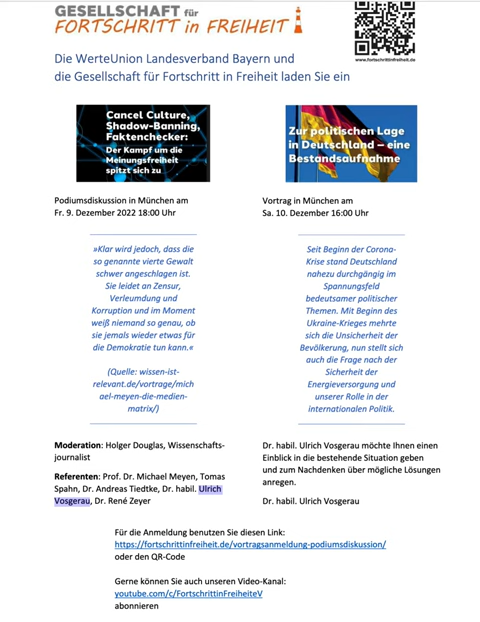 GESELLSCHAFT für
FORTSCHRITT in FREIHEIT
www.fortschrittinfreiheit.de
Die WerteUnion Landesverband Bayern und
die Gesellschaft für Fortschritt in Freiheit laden Sie ein
Cancel Culture,
Shadow-Banning,
Faktenchecker:
Der Kampf um die
Meinungsfreiheit
spitzt sich zu
Podiumsdiskussion in München am
Fr. 9. Dezember 2022 18:00 Uhr
»Klar wird jedoch, dass die
so genannte vierte Gewalt
schwer angeschlagen ist.
Sie leidet an Zensur,
Verleumdung und
Korruption und im Moment
weiß niemand so genau, ob
sie jemals wieder etwas für
die Demokratie tun kann.«
(Quelle: wissen-ist-
relevant.de/vortrage/mich
ael-meyen-die-medien-
matrix/)
Moderation: Holger Douglas, Wissenschafts-
journalist
Referenten: Prof. Dr. Michael Meyen, Tomas
Spahn, Dr. Andreas Tiedtke, Dr. habil. Ulrich
Vosgerau, Dr. René Zeyer
Zur politischen Lage
in Deutschland – eine
Bestandsaufnahme
Vortrag in München am
Sa. 10. Dezember 16:00 Uhr
Seit Beginn der Corona-
Krise stand Deutschland
nahezu durchgängig im
Spannungsfeld
bedeutsamer politischer
Themen. Mit Beginn des
Ukraine-Krieges mehrte
sich die Unsicherheit der
Bevölkerung, nun stellt sich
auch die Frage nach der
Sicherheit der
Energieversorgung und
unserer Rolle in der
internationalen Politik.
Dr. habil. Ulrich Vosgerau möchte Ihnen einen
Einblick in die bestehende Situation geben
und zum Nachdenken über mögliche Lösungen
anregen.
Dr. habil. Ulrich Vosgerau
Für die Anmeldung benutzen Sie diesen Link:
https://fortschrittinfreiheit.de/vortragsanmeldung-podiumsdiskussion/
oder den QR-Code
Gerne können Sie auch unseren Video-Kanal:
youtube.com/c/FortschrittinFreiheiteV
abonnieren